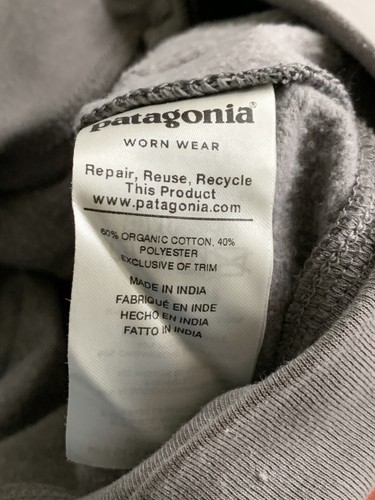 patagonia®
WORN WEAR
Repair, Reuse, Recycle
This Product
www.patagonia.com
60% ORGANIC COTTON, 40%
POLYESTER
EXCLUSIVE OF TRIM
MADE IN INDIA
FABRIQUÉ EN INDE
HECHO EN INDIA
FATTO IN INDIA